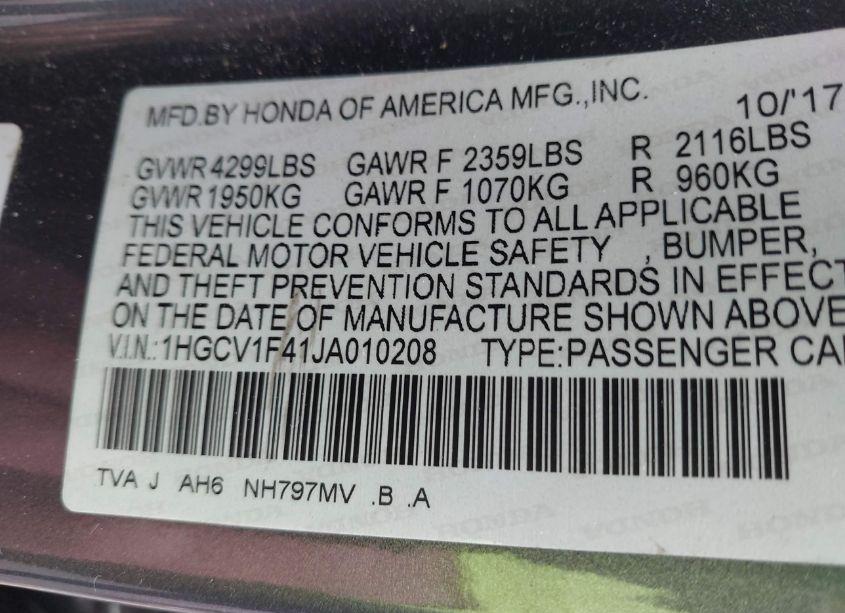 MFD.BY HONDA OF AMERICA MFG.,INC. 10/'17
GVWR 4299LBS GAWR F 2359LBS R 2116LBS
GVWR 1950KG GAWR F 1070KG R 960KG
THIS VEHICLE CONFORMS TO ALL APPLICABLE
FEDERAL MOTOR VEHICLE SAFETY , BUMPER,
AND THEFT PREVENTION STANDARDS IN EFFECT
ON THE DATE OF MANUFACTURE SHOWN ABOVE
V.I.N.:1HGCV1F41JA010208 TYPE:PASSENGER CA
TVA J AH6 NH797MV .B .A